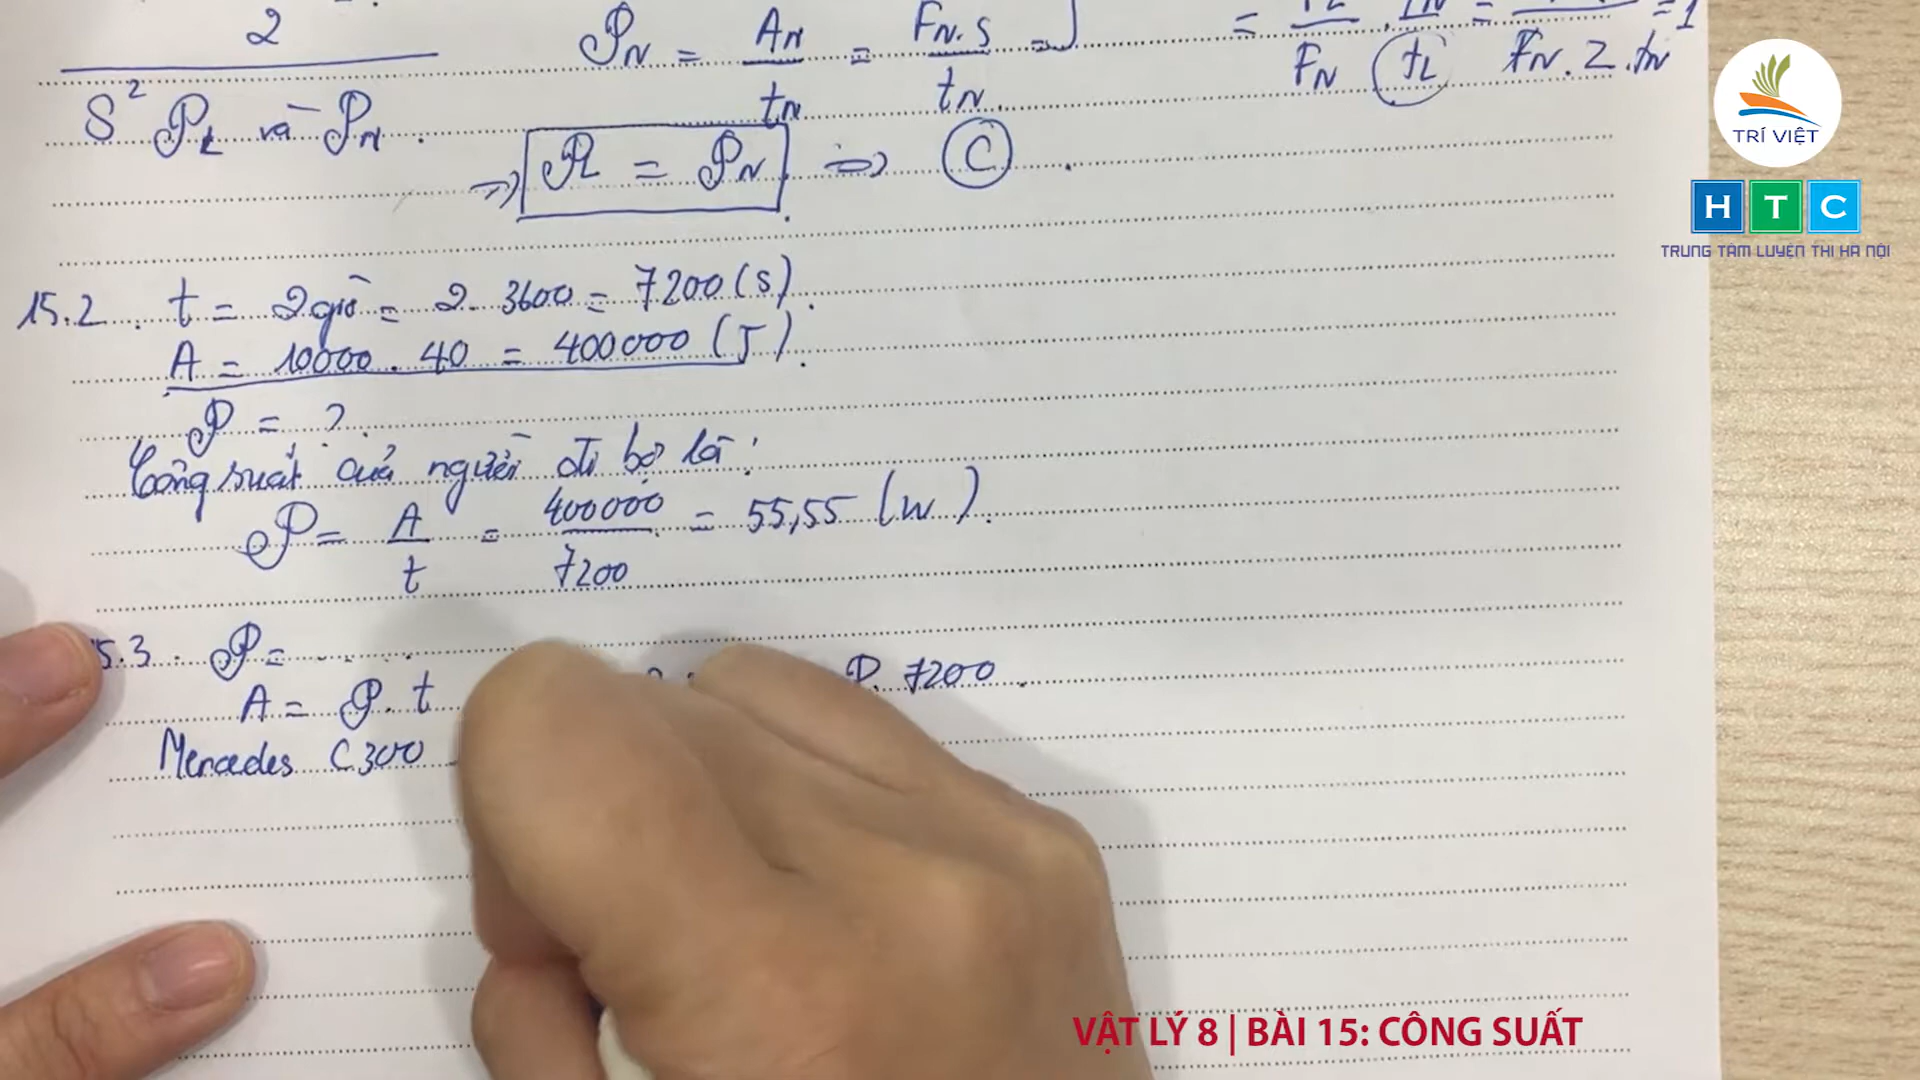 2
S² 𝒫L và 𝒫N .
𝒫N = AN / tN = FN.S / tN
= FL / FN . tN / tL = / FN.2.tN = 1
=> 𝒫L = 𝒫N => C .
15.2 . t = 2 giờ = 2 . 3600 = 7200 (s) .
A = 10000 . 40 = 400000 (J) .
𝒫 = ? .
Công suất của người đi bộ là :
𝒫 = A / t = 400000 / 7200 = 55,55 (W) .
5.3 . 𝒫 = . . . .
A = 𝒫 . t
𝒫. 7200 .
Mercedes C300
TRÍ VIỆT
HTC
TRUNG TÂM LUYỆN THI HÀ NỘI
VẬT LÝ 8 | BÀI 15: CÔNG SUẤT